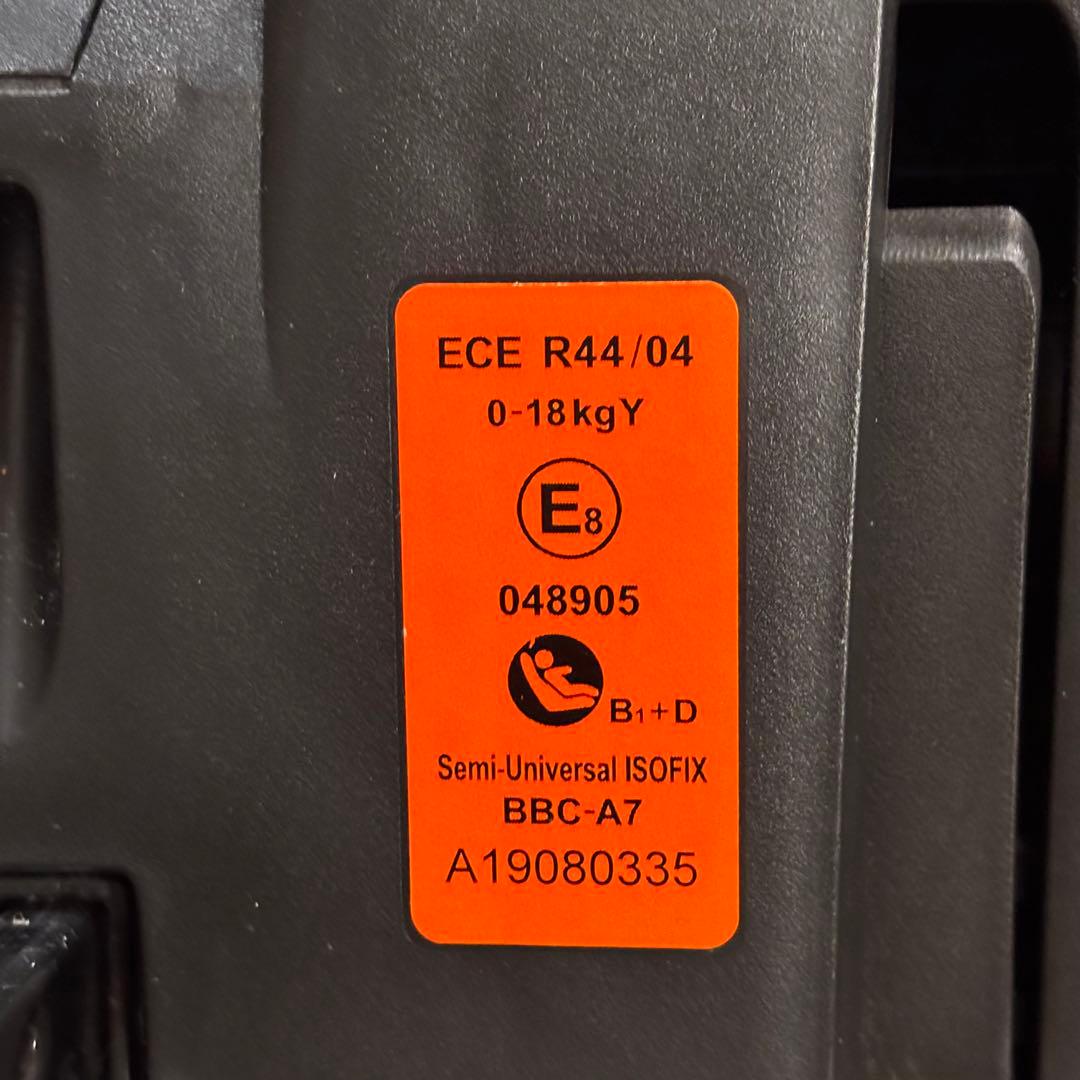 ECE R44/04
0-18kgY
E8
048905
B1+D
Semi-Universal ISOFIX
BBC-A7
A19080335